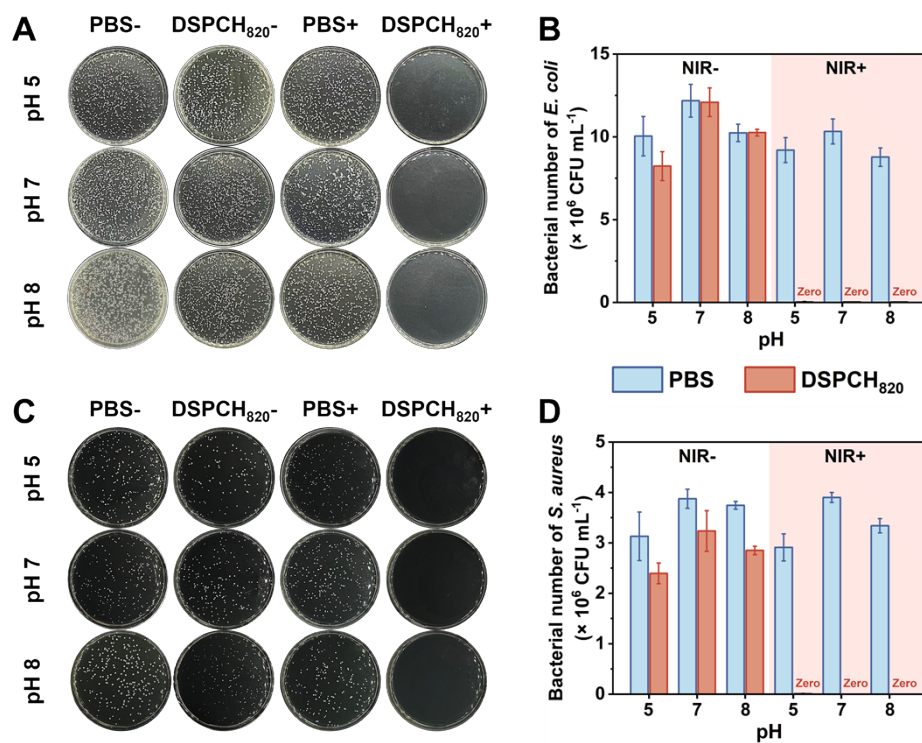 A
PBS- DSPCH₈₂₀- PBS+ DSPCH₈₂₀+
pH 5
pH 7
pH 8
B
Bacterial number of E. coli
(× 10⁶ CFU mL⁻¹)
15
10
5
0
NIR- NIR+
Zero Zero Zero
5 7 8 5 7 8
pH
PBS DSPCH₈₂₀
C
PBS- DSPCH₈₂₀- PBS+ DSPCH₈₂₀+
pH 5
pH 7
pH 8
D
Bacterial number of S. aureus
(× 10⁶ CFU mL⁻¹)
5
4
3
2
1
0
NIR- NIR+
Zero Zero Zero
5 7 8 5 7 8
pH